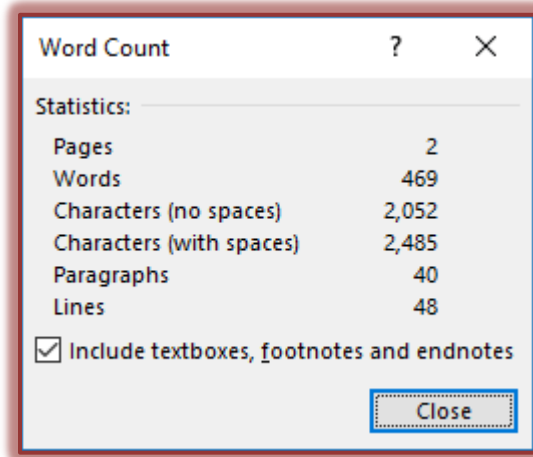 Word Count ?
Statistics:
Pages 2
Words 469
Characters (no spaces) 2,052
Characters (with spaces) 2,485
Paragraphs 40
Lines 48
Include textboxes, footnotes and endnotes
Close